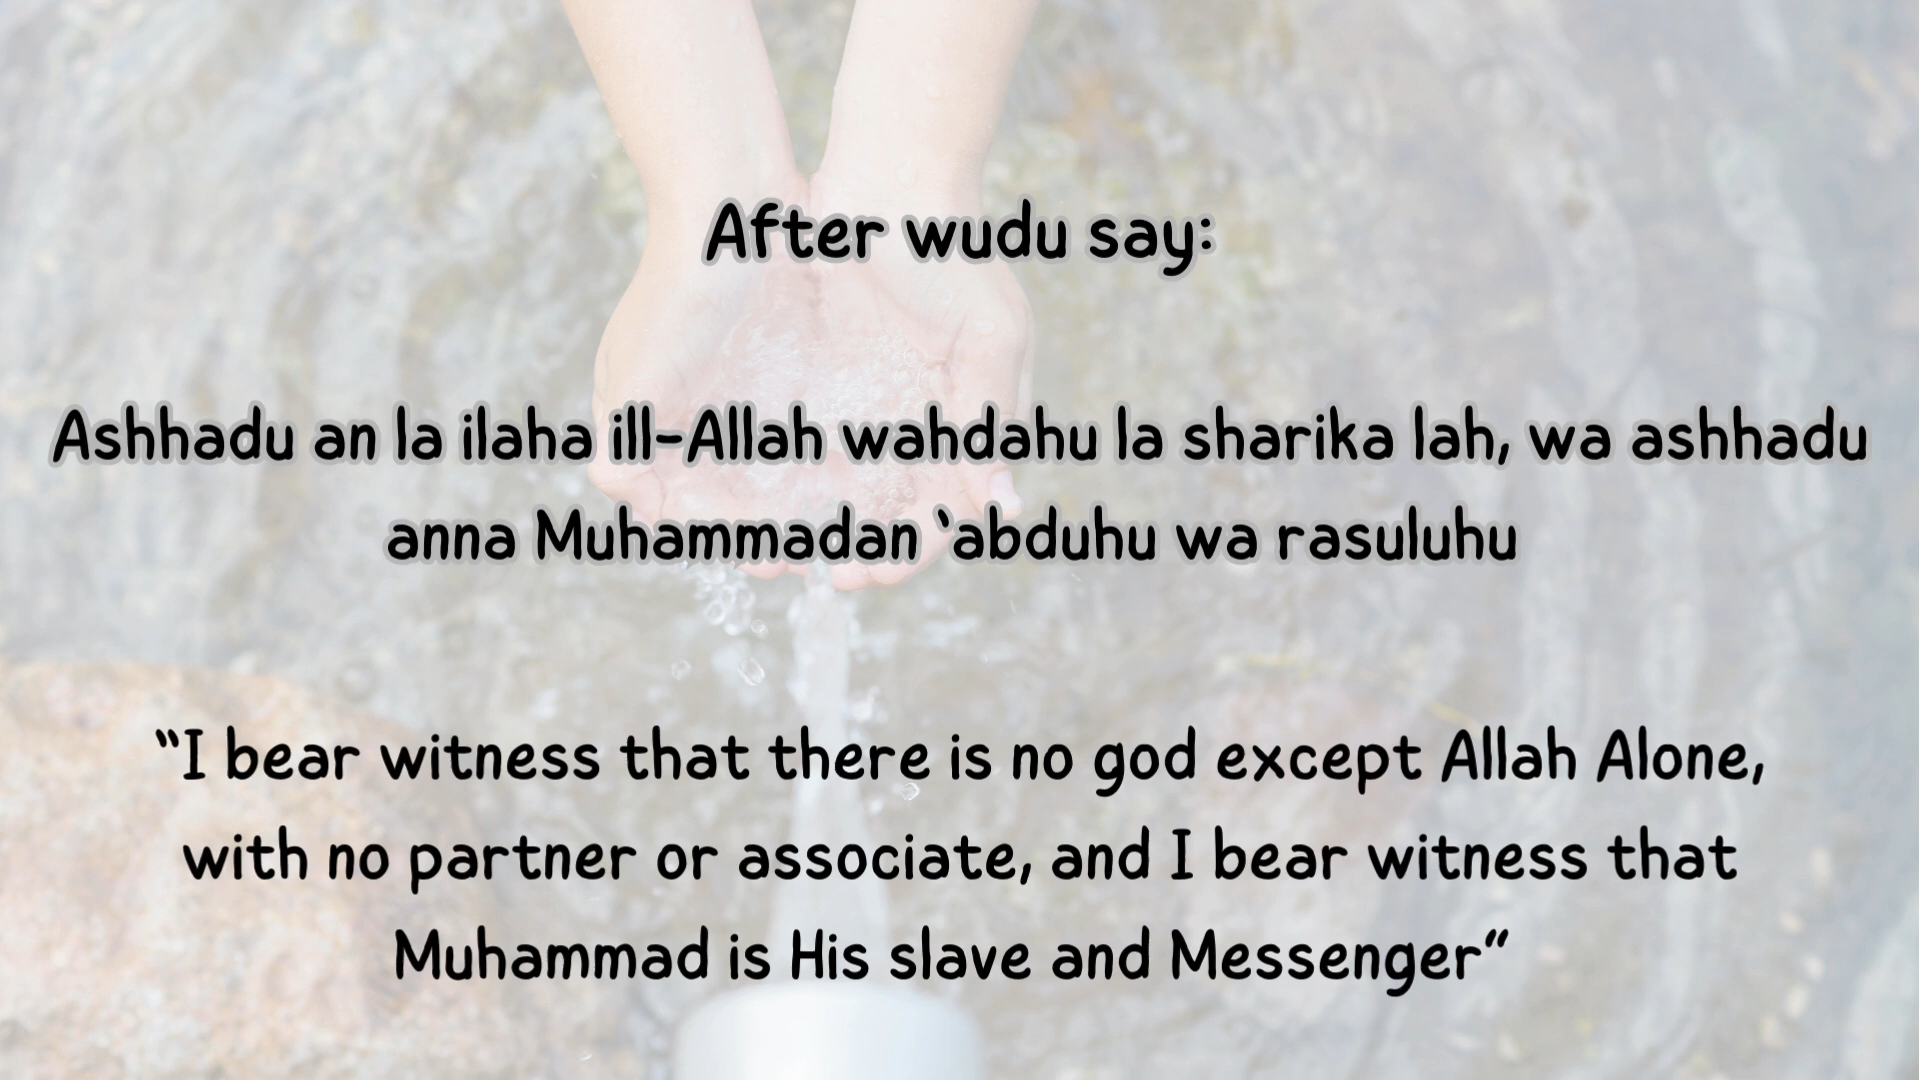 After wudu say:
Ashhadu an la ilaha ill-Allah wahdahu la sharika lah, wa ashhadu
anna Muhammadan ‘abduhu wa rasuluhu
“I bear witness that there is no god except Allah Alone,
with no partner or associate, and I bear witness that
Muhammad is His slave and Messenger”